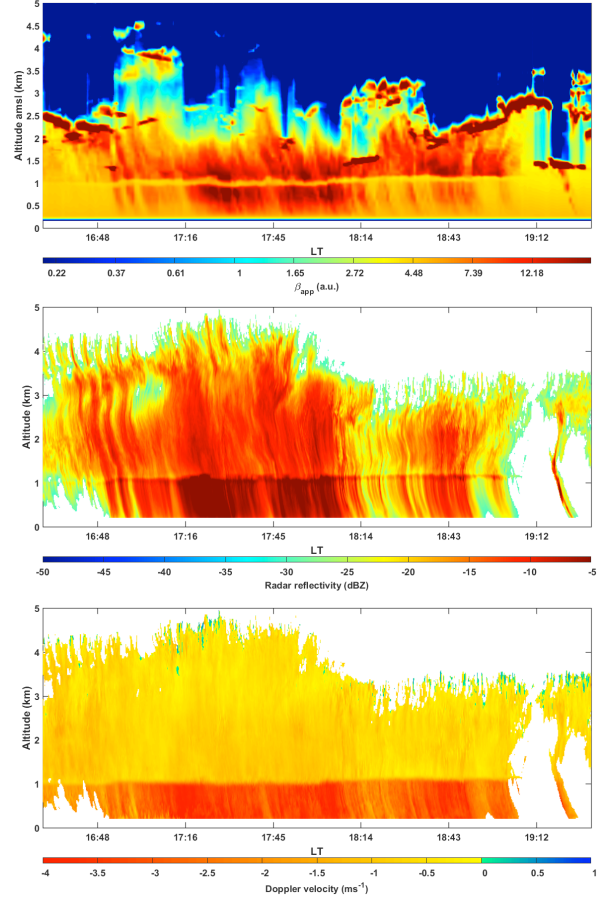 5
4.5
4
3.5
3
2.5
2
1.5
1
0.5
0
Altitude amsl (km)
16:48 17:16 17:45 18:14 18:43 19:12
LT
0.22 0.37 0.61 1 1.65 2.72 4.48 7.39 12.18
βapp (a.u.)
5
4
3
2
1
0
Altitude (km)
16:48 17:16 17:45 18:14 18:43 19:12
LT
-50 -45 -40 -35 -30 -25 -20 -15 -10 -5
Radar reflectivity (dBZ)
5
4
3
2
1
0
Altitude (km)
16:48 17:16 17:45 18:14 18:43 19:12
LT
-4 -3.5 -3 -2.5 -2 -1.5 -1 -0.5 0 0.5 1
Doppler velocity (ms⁻¹)